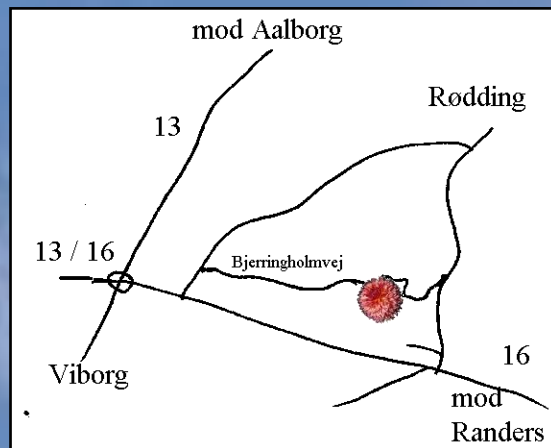 mod Aalborg
Rødding
13
13 / 16
Bjerringholmvej
Viborg
16
mod
Randers